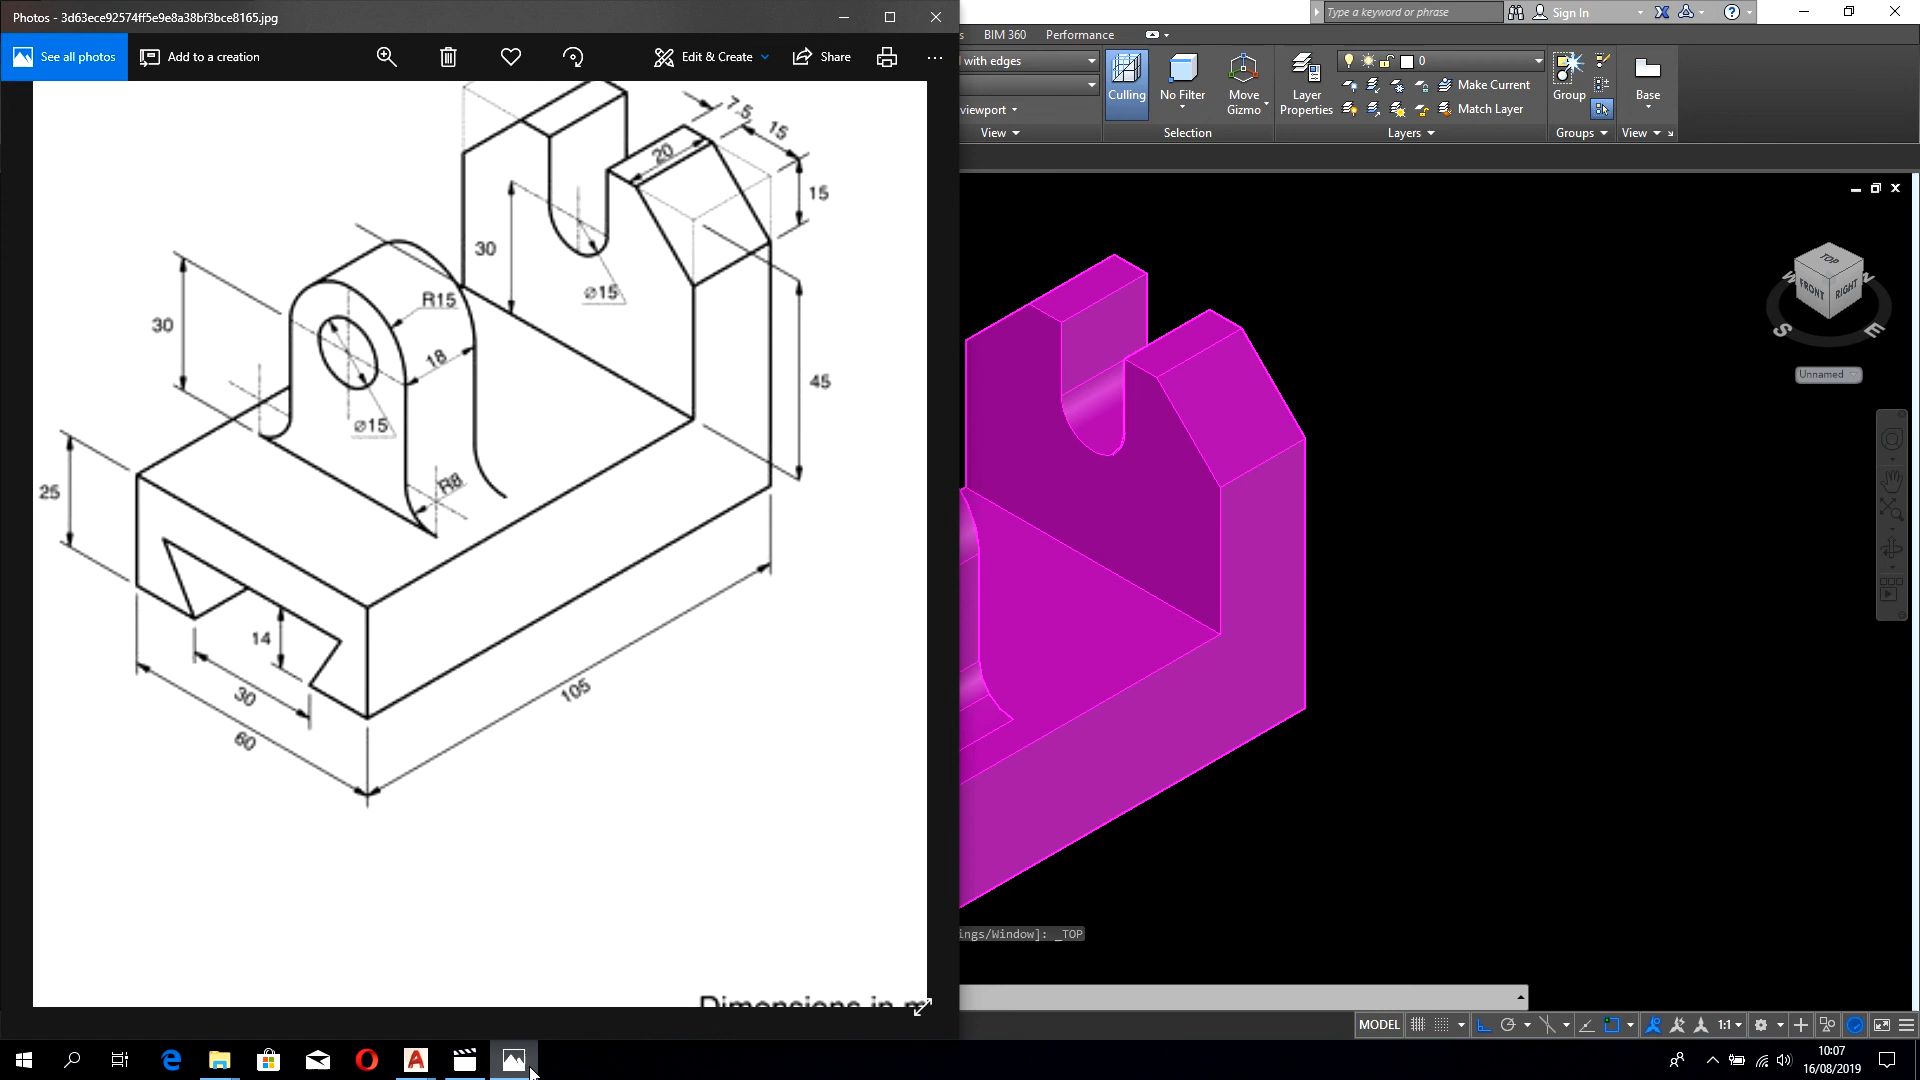 Photos - 3d63ece92574ff5e9e8a38bf3bce8165.jpg
See all photos
Add to a creation
Edit & Create
Share
7.5
15
20
15
30
Ø15
R15
30
18
45
Ø15
R8
25
14
30
105
60
Dimensions in
Type a keyword or phrase
Sign In
BIM 360
Performance
with edges
Culling
No Filter
Move
Gizmo
Layer
Properties
0
Make Current
Match Layer
Group
Base
View
Selection
Layers
Groups
View
TOP
FRONT
RIGHT
W
N
S
E
Unnamed
ings/Window]: _TOP
MODEL
1:1
10:07
16/08/2019